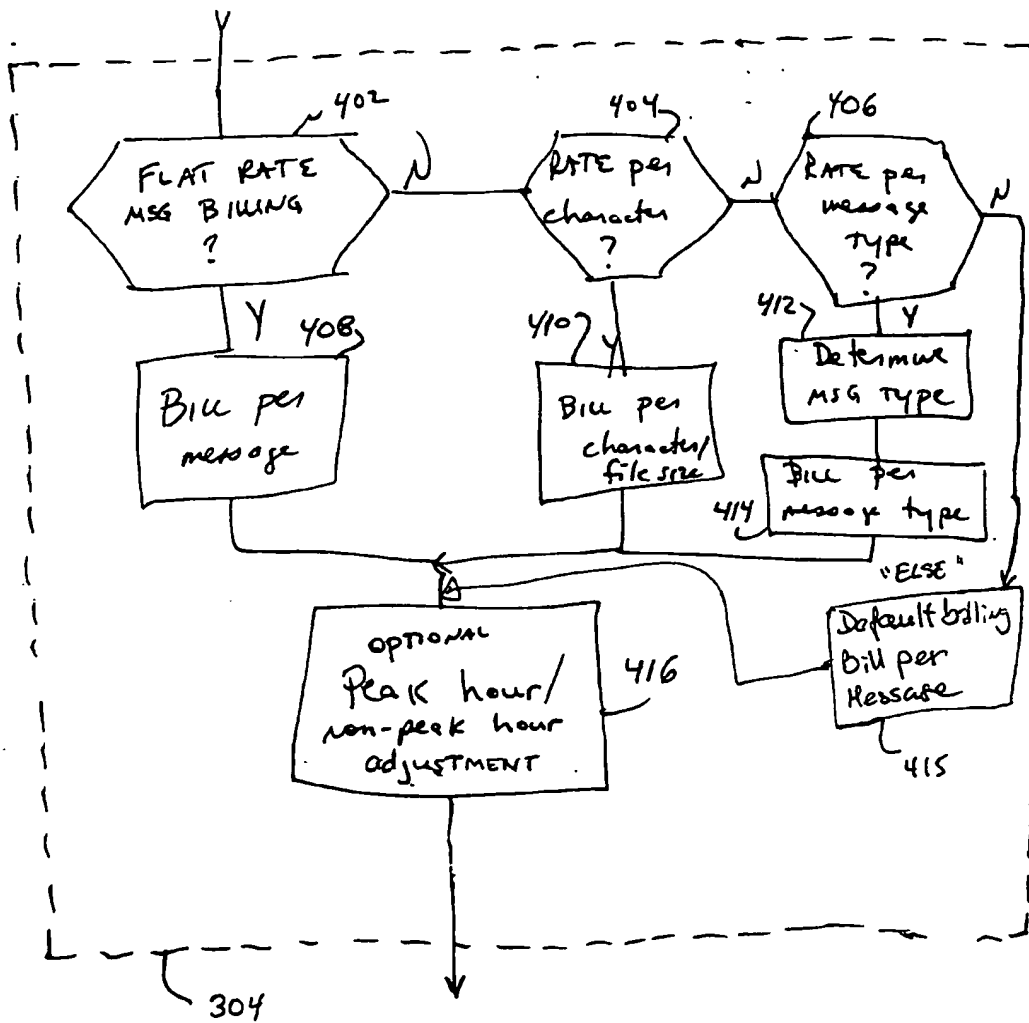 Y
402
FLAT RATE
MSG BILLING
?
N
404
RATE per
character
?
N
406
RATE per
message
type
?
N
Y
408
Bill per
message
410
Y
Bill per
character/
file size
412
Y
Determine
MSG type
414
Bill per
message type
"ELSE"
Default billing
Bill per
Message
415
OPTIONAL
Peak hour/
non-peak hour
adjustment
416
304